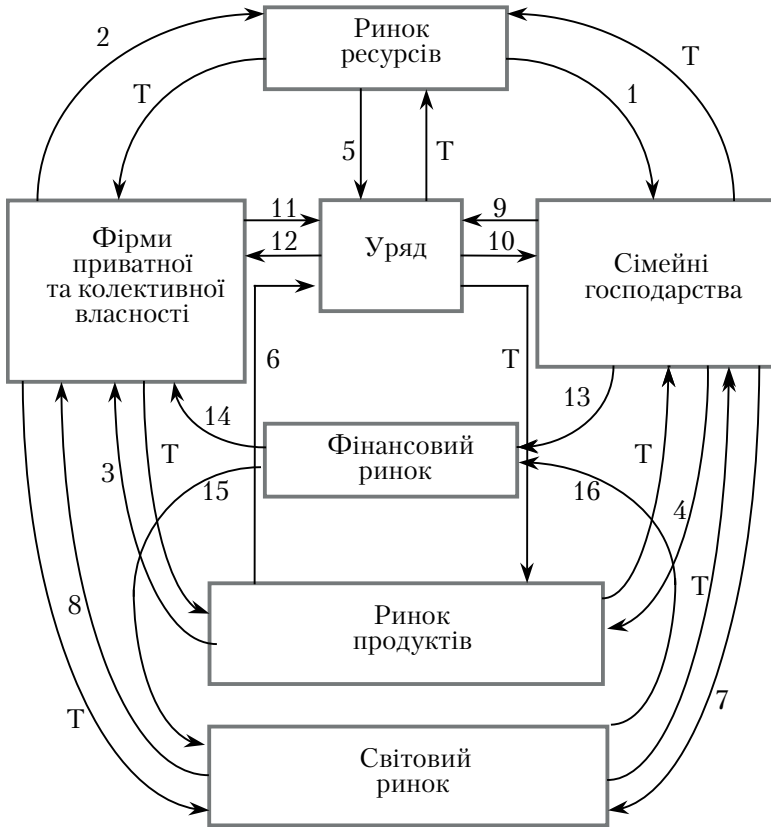 2
Ринок
ресурсів
Т
Т
1
5
Т
Фірми
приватної
та колективної
власності
11
12
Уряд
9
10
Сімейні
господарства
6
Т
14
13
Фінансовий
ринок
Т
3
15
16
Т
4
8
Ринок
продуктів
Т
Т
7
Світовий
ринок